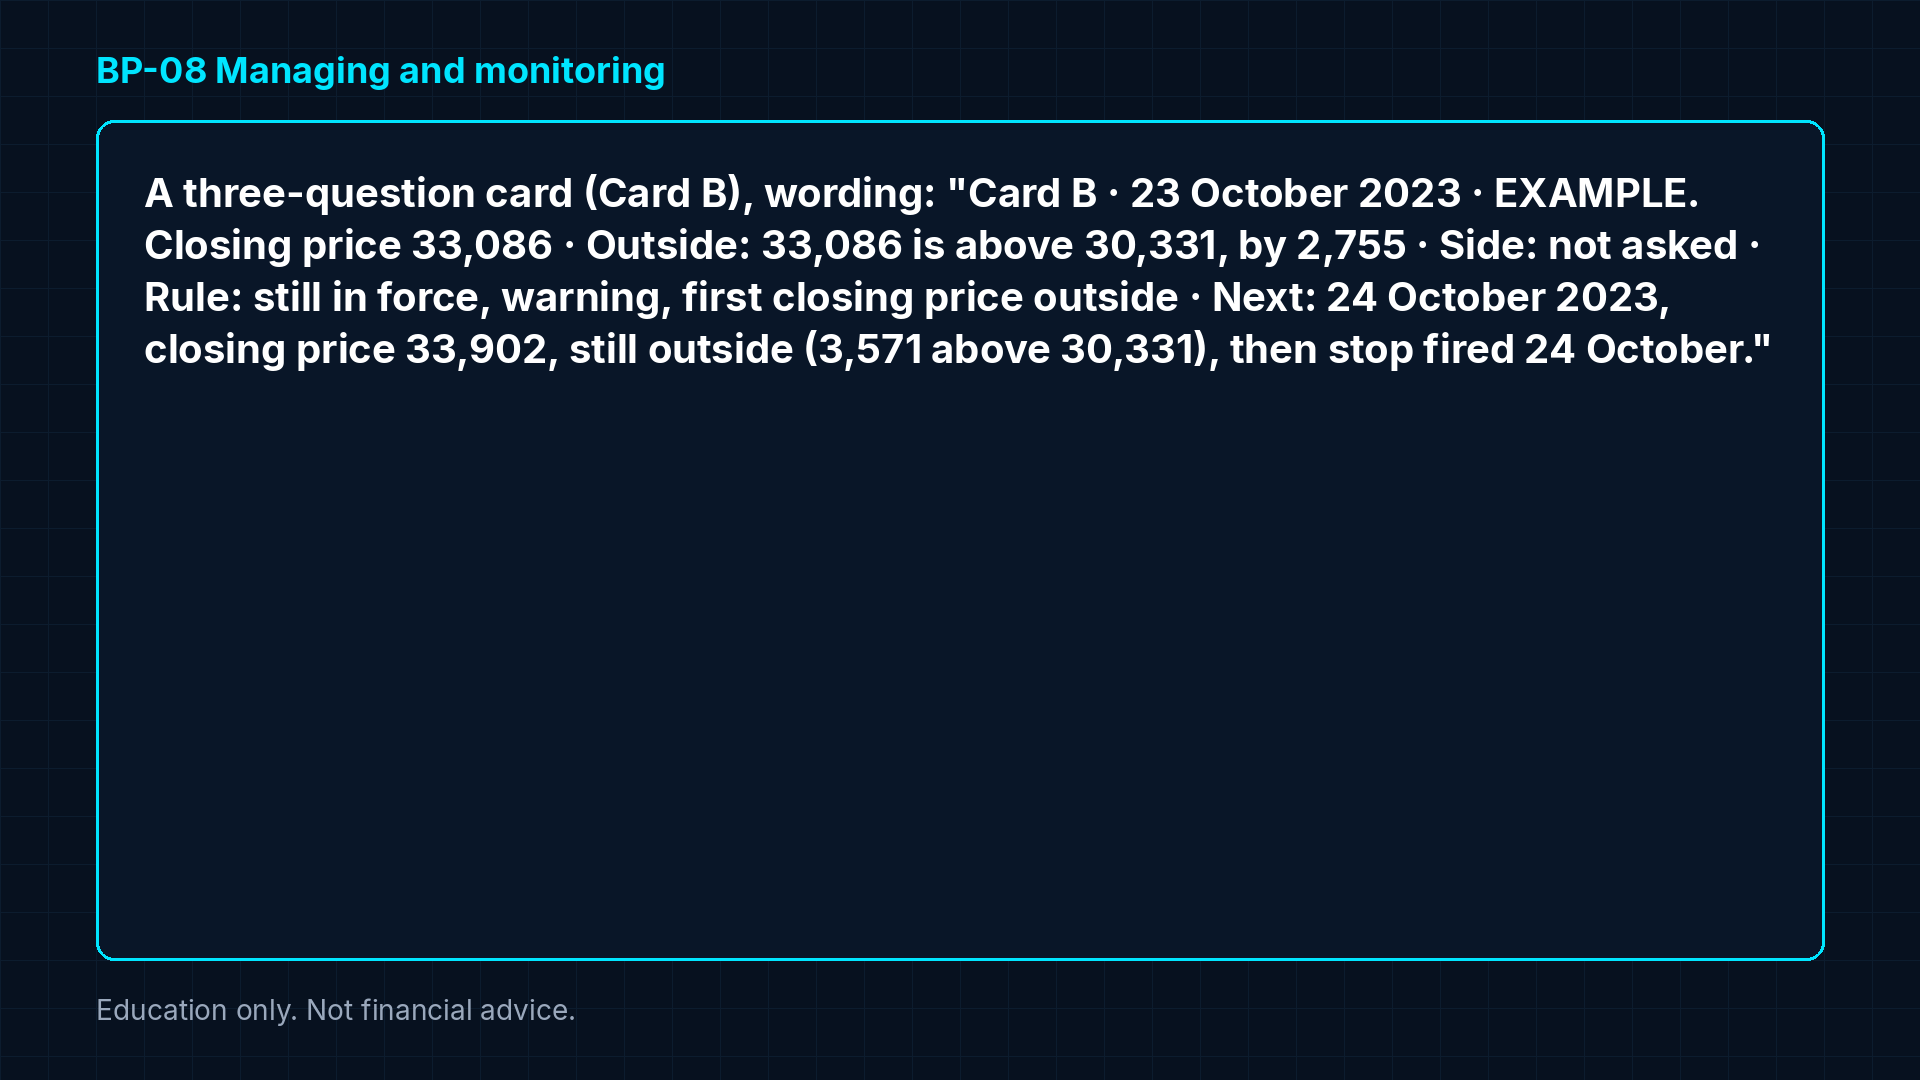 BP-08 Managing and monitoring
A three-question card (Card B), wording: "Card B · 23 October 2023 · EXAMPLE.
Closing price 33,086 · Outside: 33,086 is above 30,331, by 2,755 · Side: not asked ·
Rule: still in force, warning, first closing price outside · Next: 24 October 2023,
closing price 33,902, still outside (3,571 above 30,331), then stop fired 24 October."
Education only. Not financial advice.